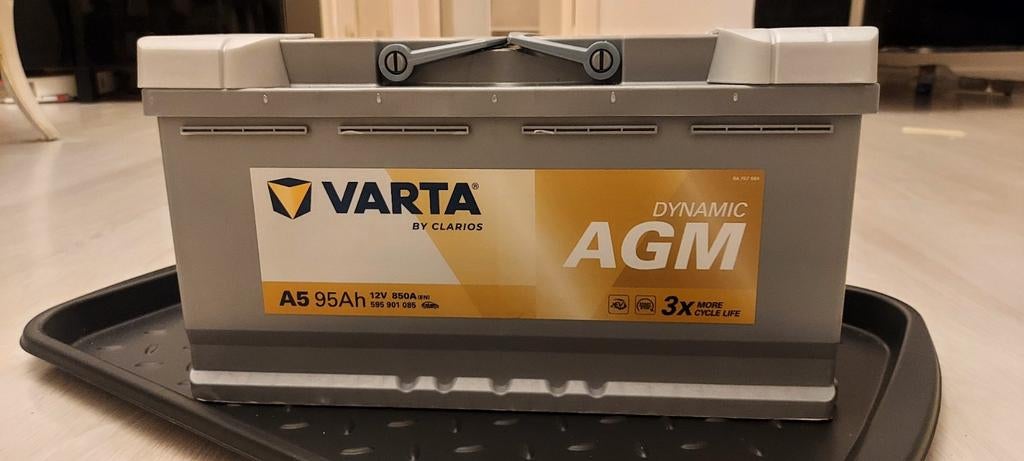 VARTA®
BY CLARIOS
DYNAMIC
AGM
A5 95Ah 12V 850A (EN)
595 901 085
3x MORE
CYCLE LIFE